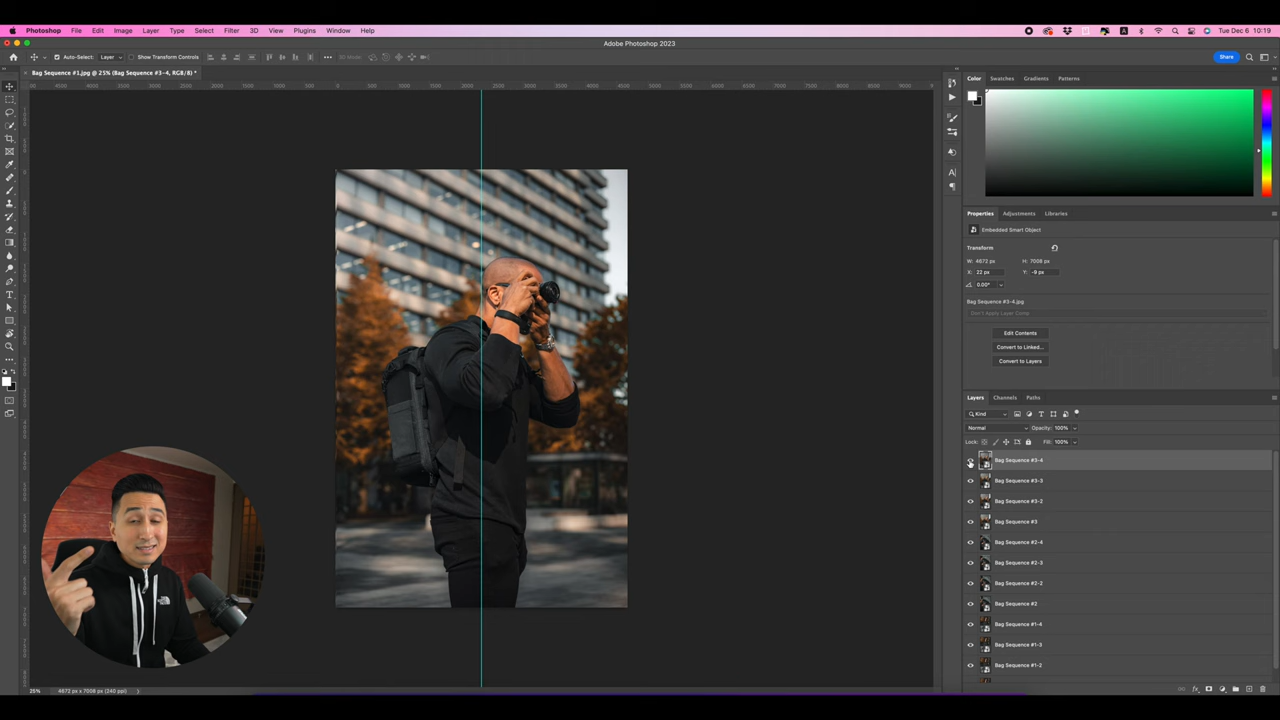 Photoshop File Edit Image Layer Type Select Filter 3D View Plugins Window Help
Tue Dec 6 10:19
Adobe Photoshop 2023
Auto-Select: Layer Show Transform Controls
3D Mode:
Share
Bag Sequence #1.jpg @ 25% (Bag Sequence #3-4, RGB/8) *
Color Swatches Gradients Patterns
Properties Adjustments Libraries
Embedded Smart Object
Transform
W: 4672 px H: 7008 px
X: 22 px Y: -9 px
0.00°
Bag Sequence #3-4.jpg
Don't Apply Layer Comp
Edit Contents
Convert to Linked...
Convert to Layers
Layers Channels Paths
Kind
Normal Opacity: 100%
Lock: Fill: 100%
Bag Sequence #3-4
Bag Sequence #3-3
Bag Sequence #3-2
Bag Sequence #3
Bag Sequence #2-4
Bag Sequence #2-3
Bag Sequence #2-2
Bag Sequence #2
Bag Sequence #1-4
Bag Sequence #1-3
Bag Sequence #1-2
25% 4672 px x 7008 px (240 ppi)